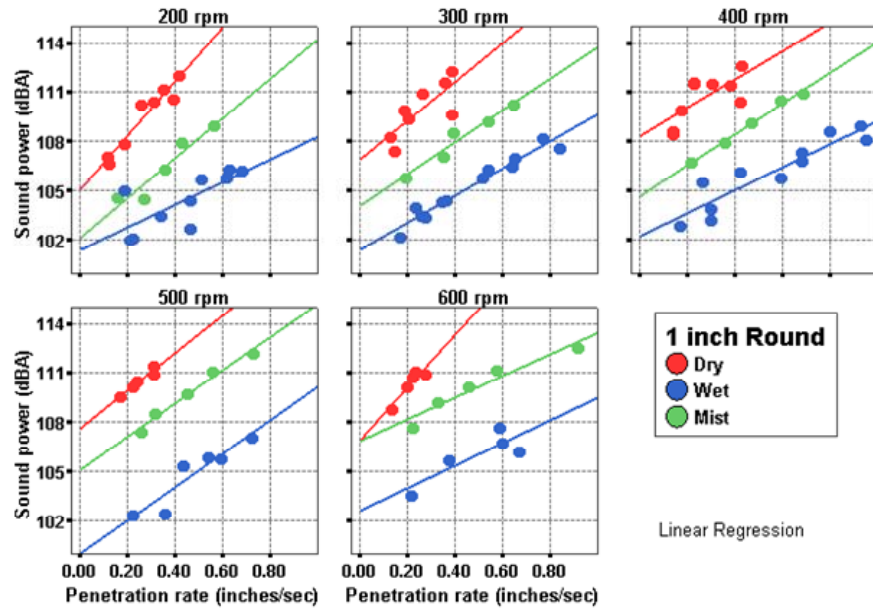 200 rpm
300 rpm
400 rpm
Sound power (dBA)
114
111
108
105
102
500 rpm
600 rpm
Sound power (dBA)
114
111
108
105
102
0.00 0.20 0.40 0.60 0.80
0.00 0.20 0.40 0.60 0.80
Penetration rate (inches/sec)
Penetration rate (inches/sec)
1 inch Round
Dry
Wet
Mist
Linear Regression